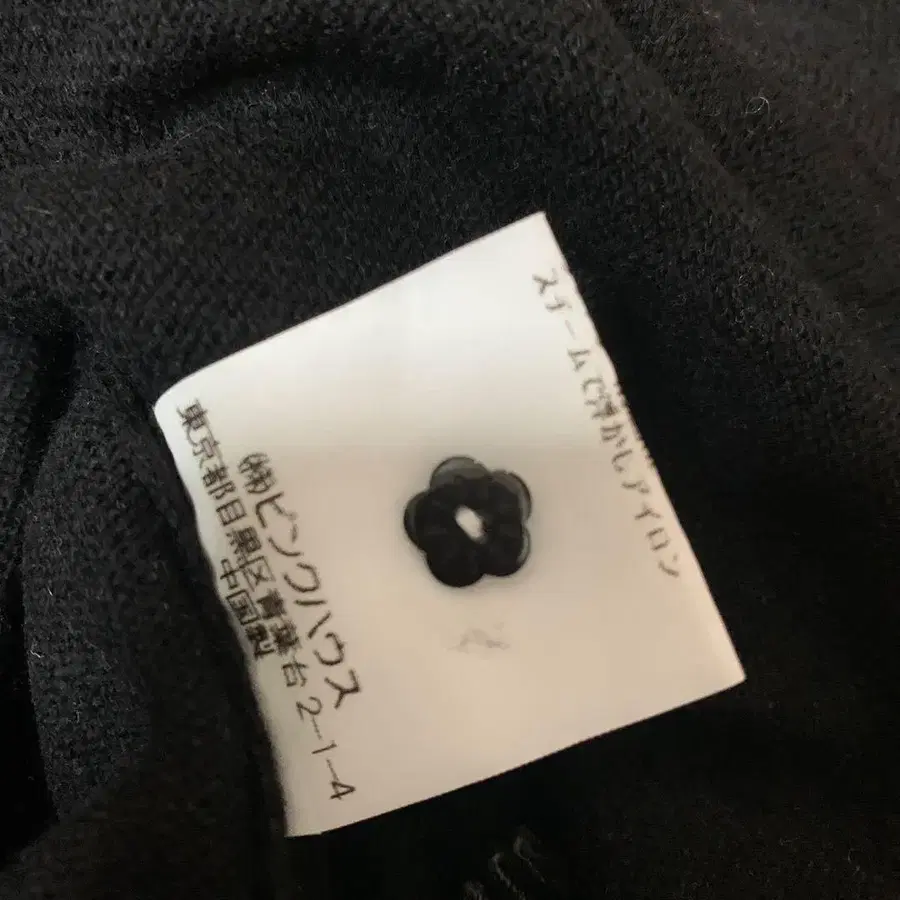 スチームで浮かしアイロン
㈱ピンクハウス
東京都目黒区青葉台2-1-4
中国製